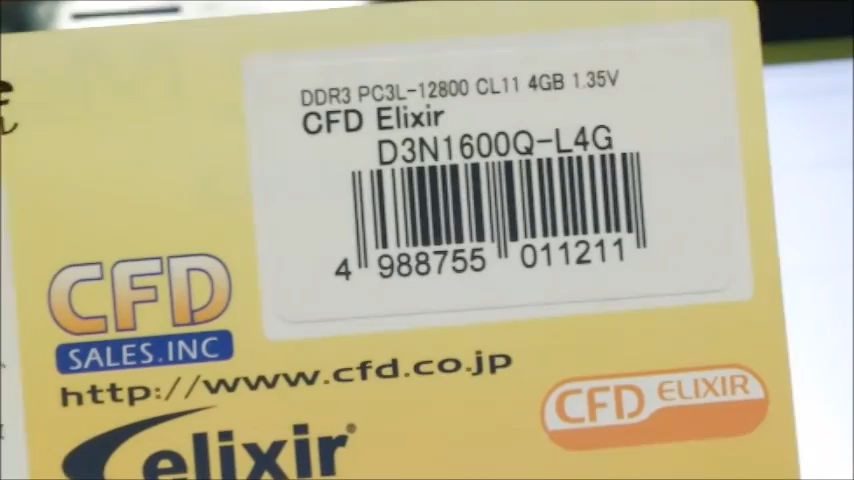 DDR3 PC3L-12800 CL11 4GB 1.35V
CFD Elixir
D3N1600Q-L4G
4 988755 011211
CFD
SALES.INC
http://www.cfd.co.jp
CFD ELIXIR
elixir®